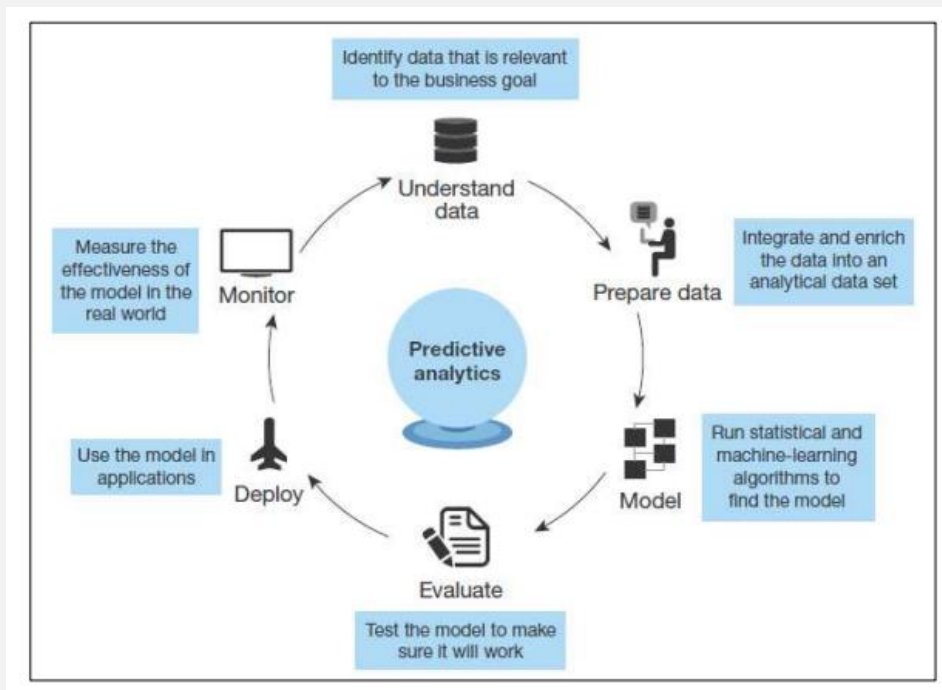 Identify data that is relevant
to the business goal
Understand
data
Integrate and enrich
the data into an
analytical data set
Prepare data
Run statistical and
machine-learning
algorithms to
find the model
Model
Evaluate
Test the model to make
sure it will work
Use the model in
applications
Deploy
Measure the
effectiveness of
the model in the
real world
Monitor
Predictive
analytics